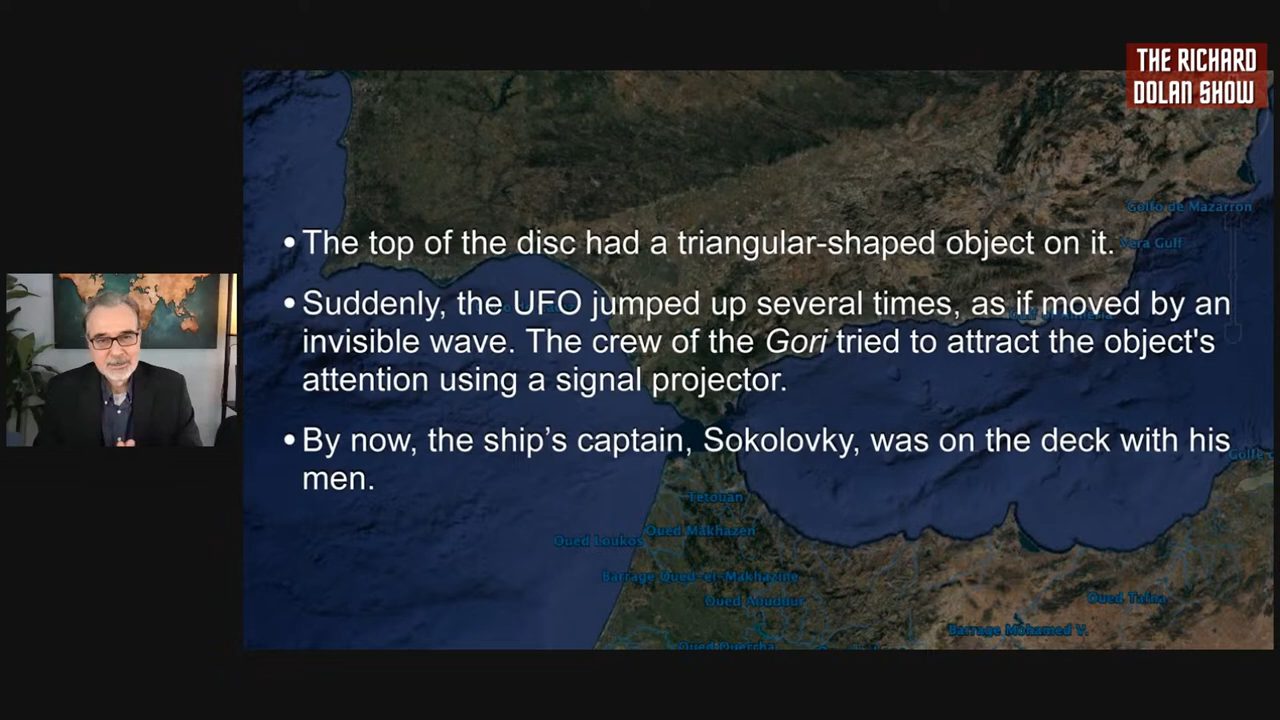 THE RICHARD
DOLAN SHOW
• The top of the disc had a triangular-shaped object on it.
• Suddenly, the UFO jumped up several times, as if moved by an
invisible wave. The crew of the Gori tried to attract the object's
attention using a signal projector.
• By now, the ship's captain, Sokolovky, was on the deck with his
men.
Golfo de Mazarron
Vera Gulf
Tetouan
Oued Makhazen
Oued Loukos
Barrage Oued-el-Makhazine
Oued Aouddur
Oued Tafna
Barrage Mohamed V.
Oued Ouergha